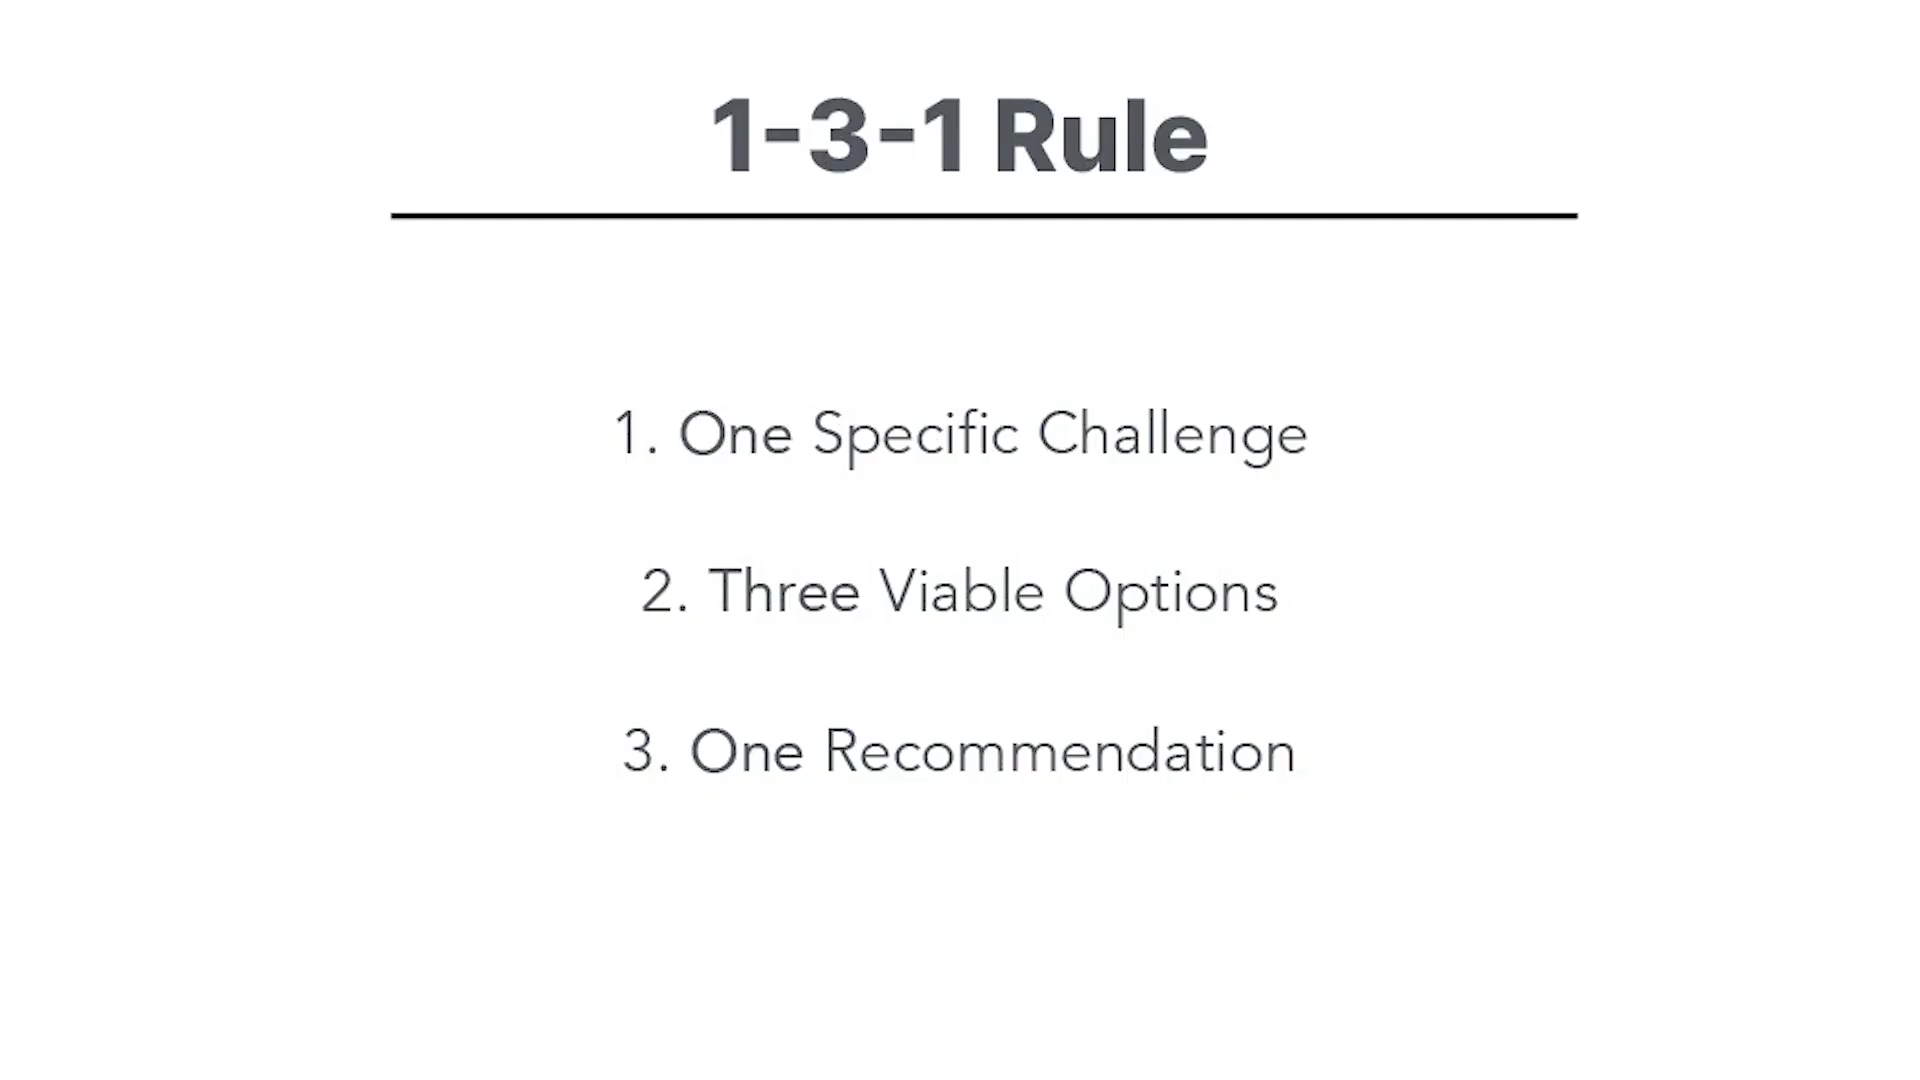 1-3-1 Rule
1. One Specific Challenge
2. Three Viable Options
3. One Recommendation